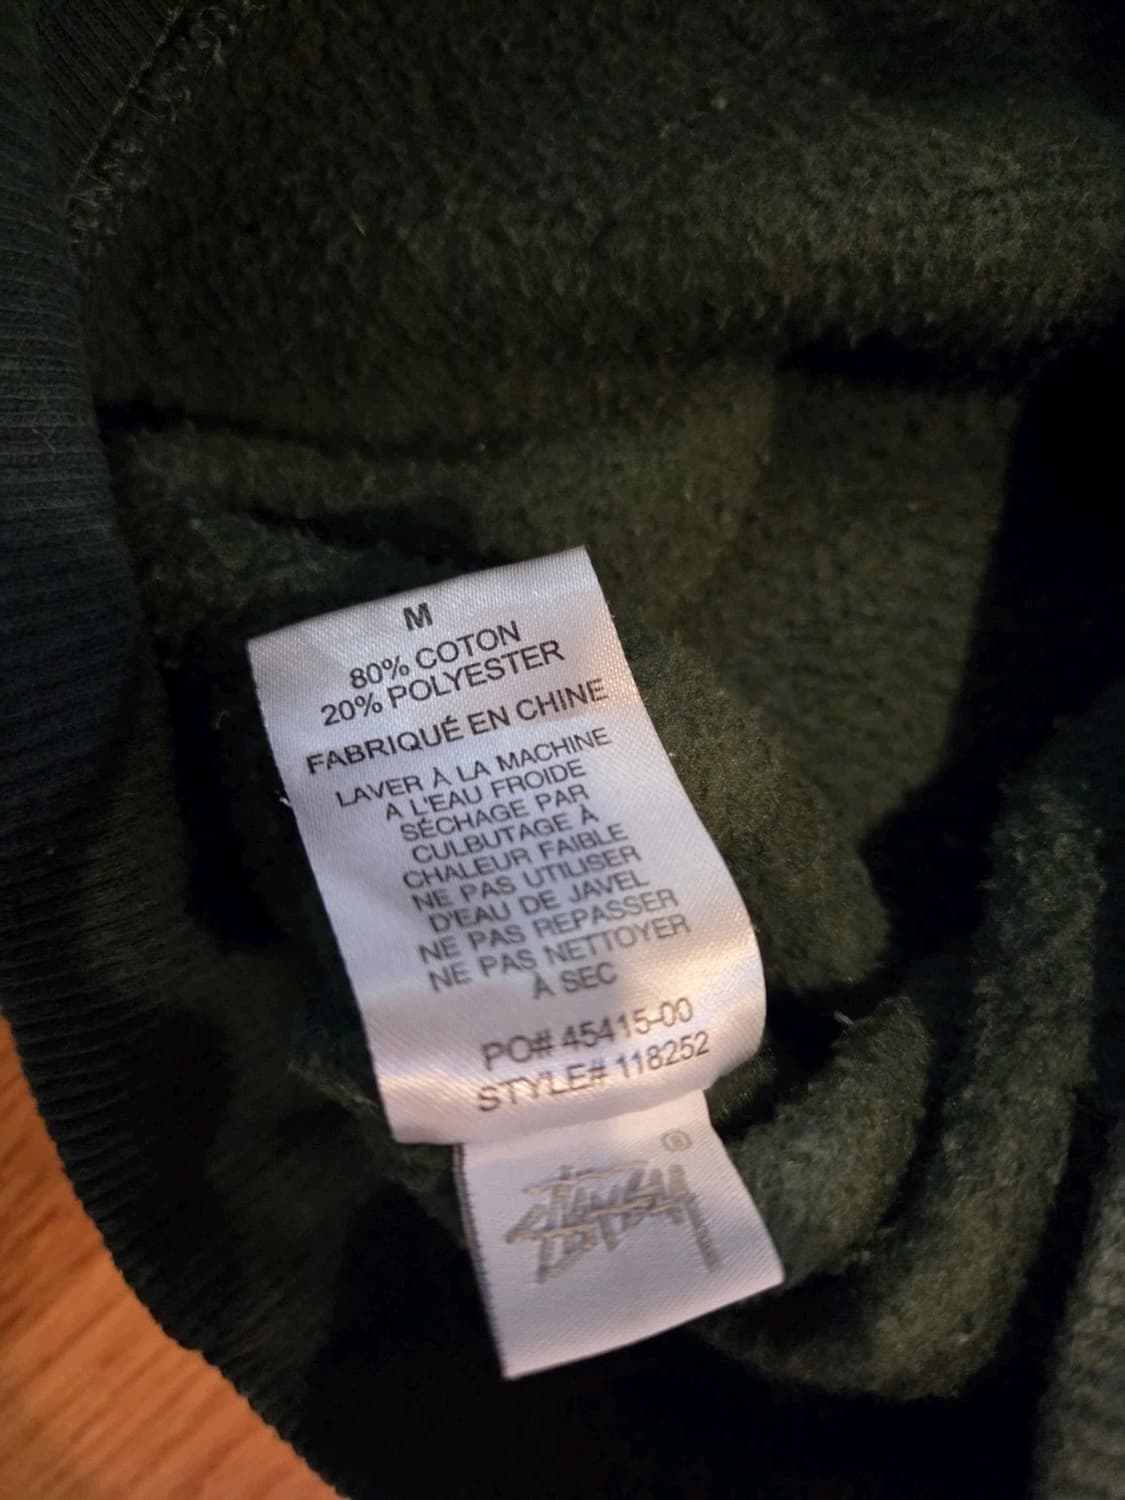 M
80% COTON
20% POLYESTER
FABRIQUÉ EN CHINE
LAVER À LA MACHINE
A L'EAU FROIDE
SÉCHAGE PAR
CULBUTAGE À
CHALEUR FAIBLE
NE PAS UTILISER
D'EAU DE JAVEL
NE PAS REPASSER
NE PAS NETTOYER
À SEC
PO# 45415-00
STYLE# 118252
®
STÜSSY